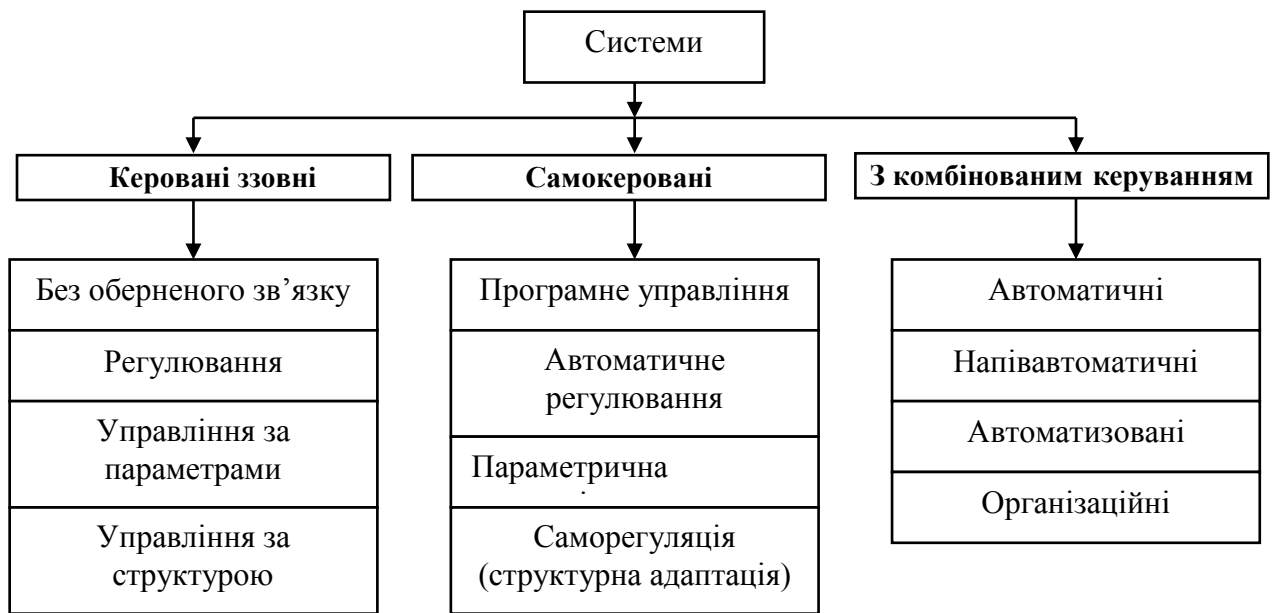 Системи
Керовані ззовні
Самокеровані
З комбінованим керуванням
Без оберненого зв’язку
Регулювання
Управління за
параметрами
Управління за
структурою
Програмне управління
Автоматичне
регулювання
Параметрична
Саморегуляція
(структурна адаптація)
Автоматичні
Напівавтоматичні
Автоматизовані
Організаційні